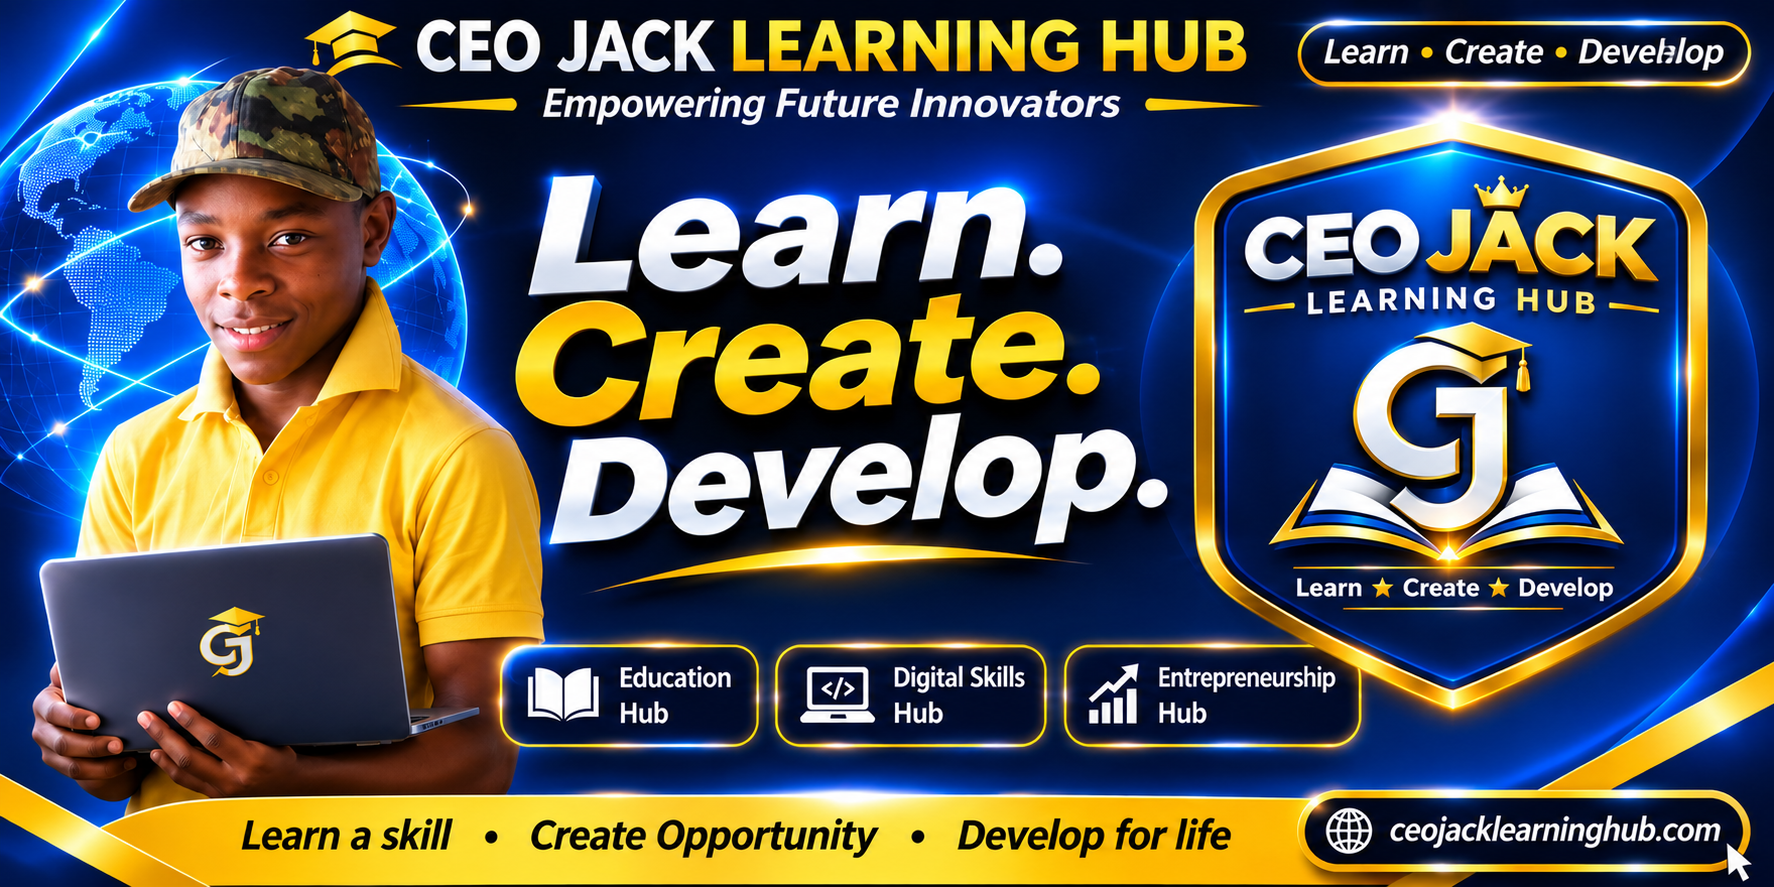 CEO JACK LEARNING HUB
Empowering Future Innovators
Learn • Create •
Learn.
Create.
Develop.
CEO JACK
LEARNING HUB
GJ
Learn ★ Create ★ Develop
GJ
Education
Hub
Digital Skills
Hub
Entrepreneurship
Hub
Learn a skill • Create Opportunity • Develop for life
ceojacklearninghub.com